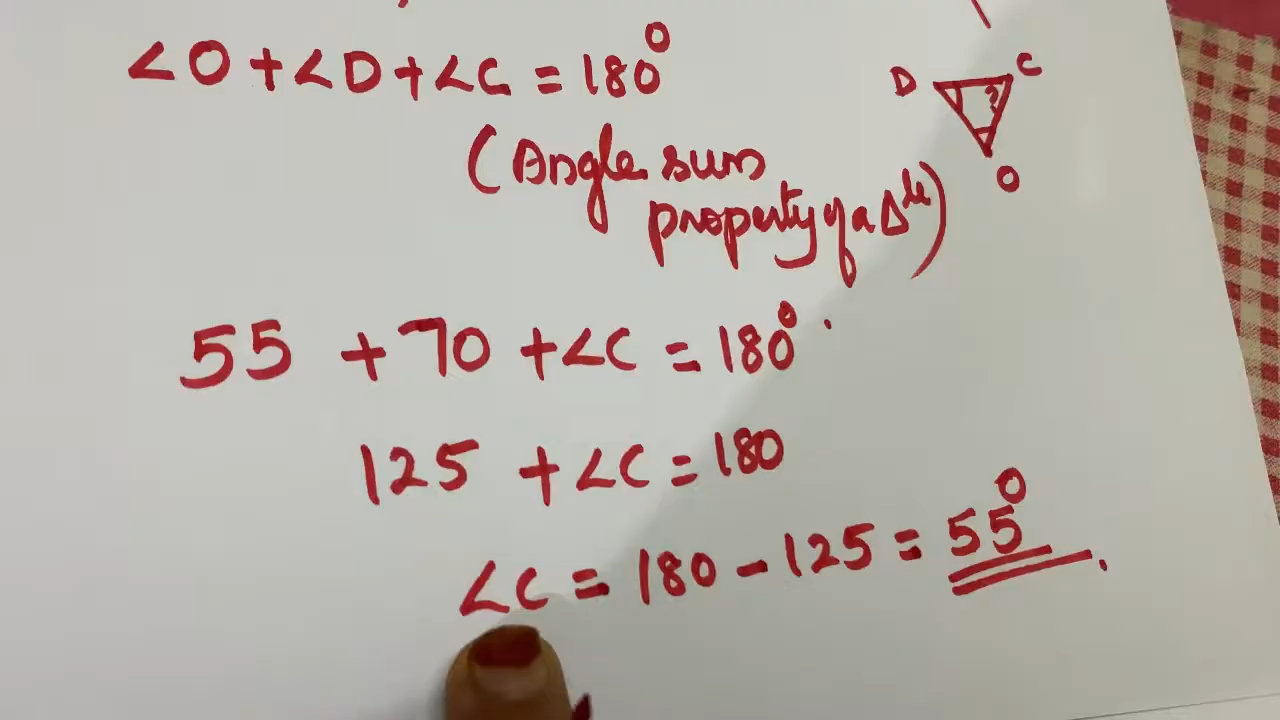 ∠O + ∠D + ∠C = 180°
D C
?
O
(Angle sum
property of a Δle)
55 + 70 + ∠C = 180°.
125 + ∠C = 180
∠C = 180 - 125 = 55°.